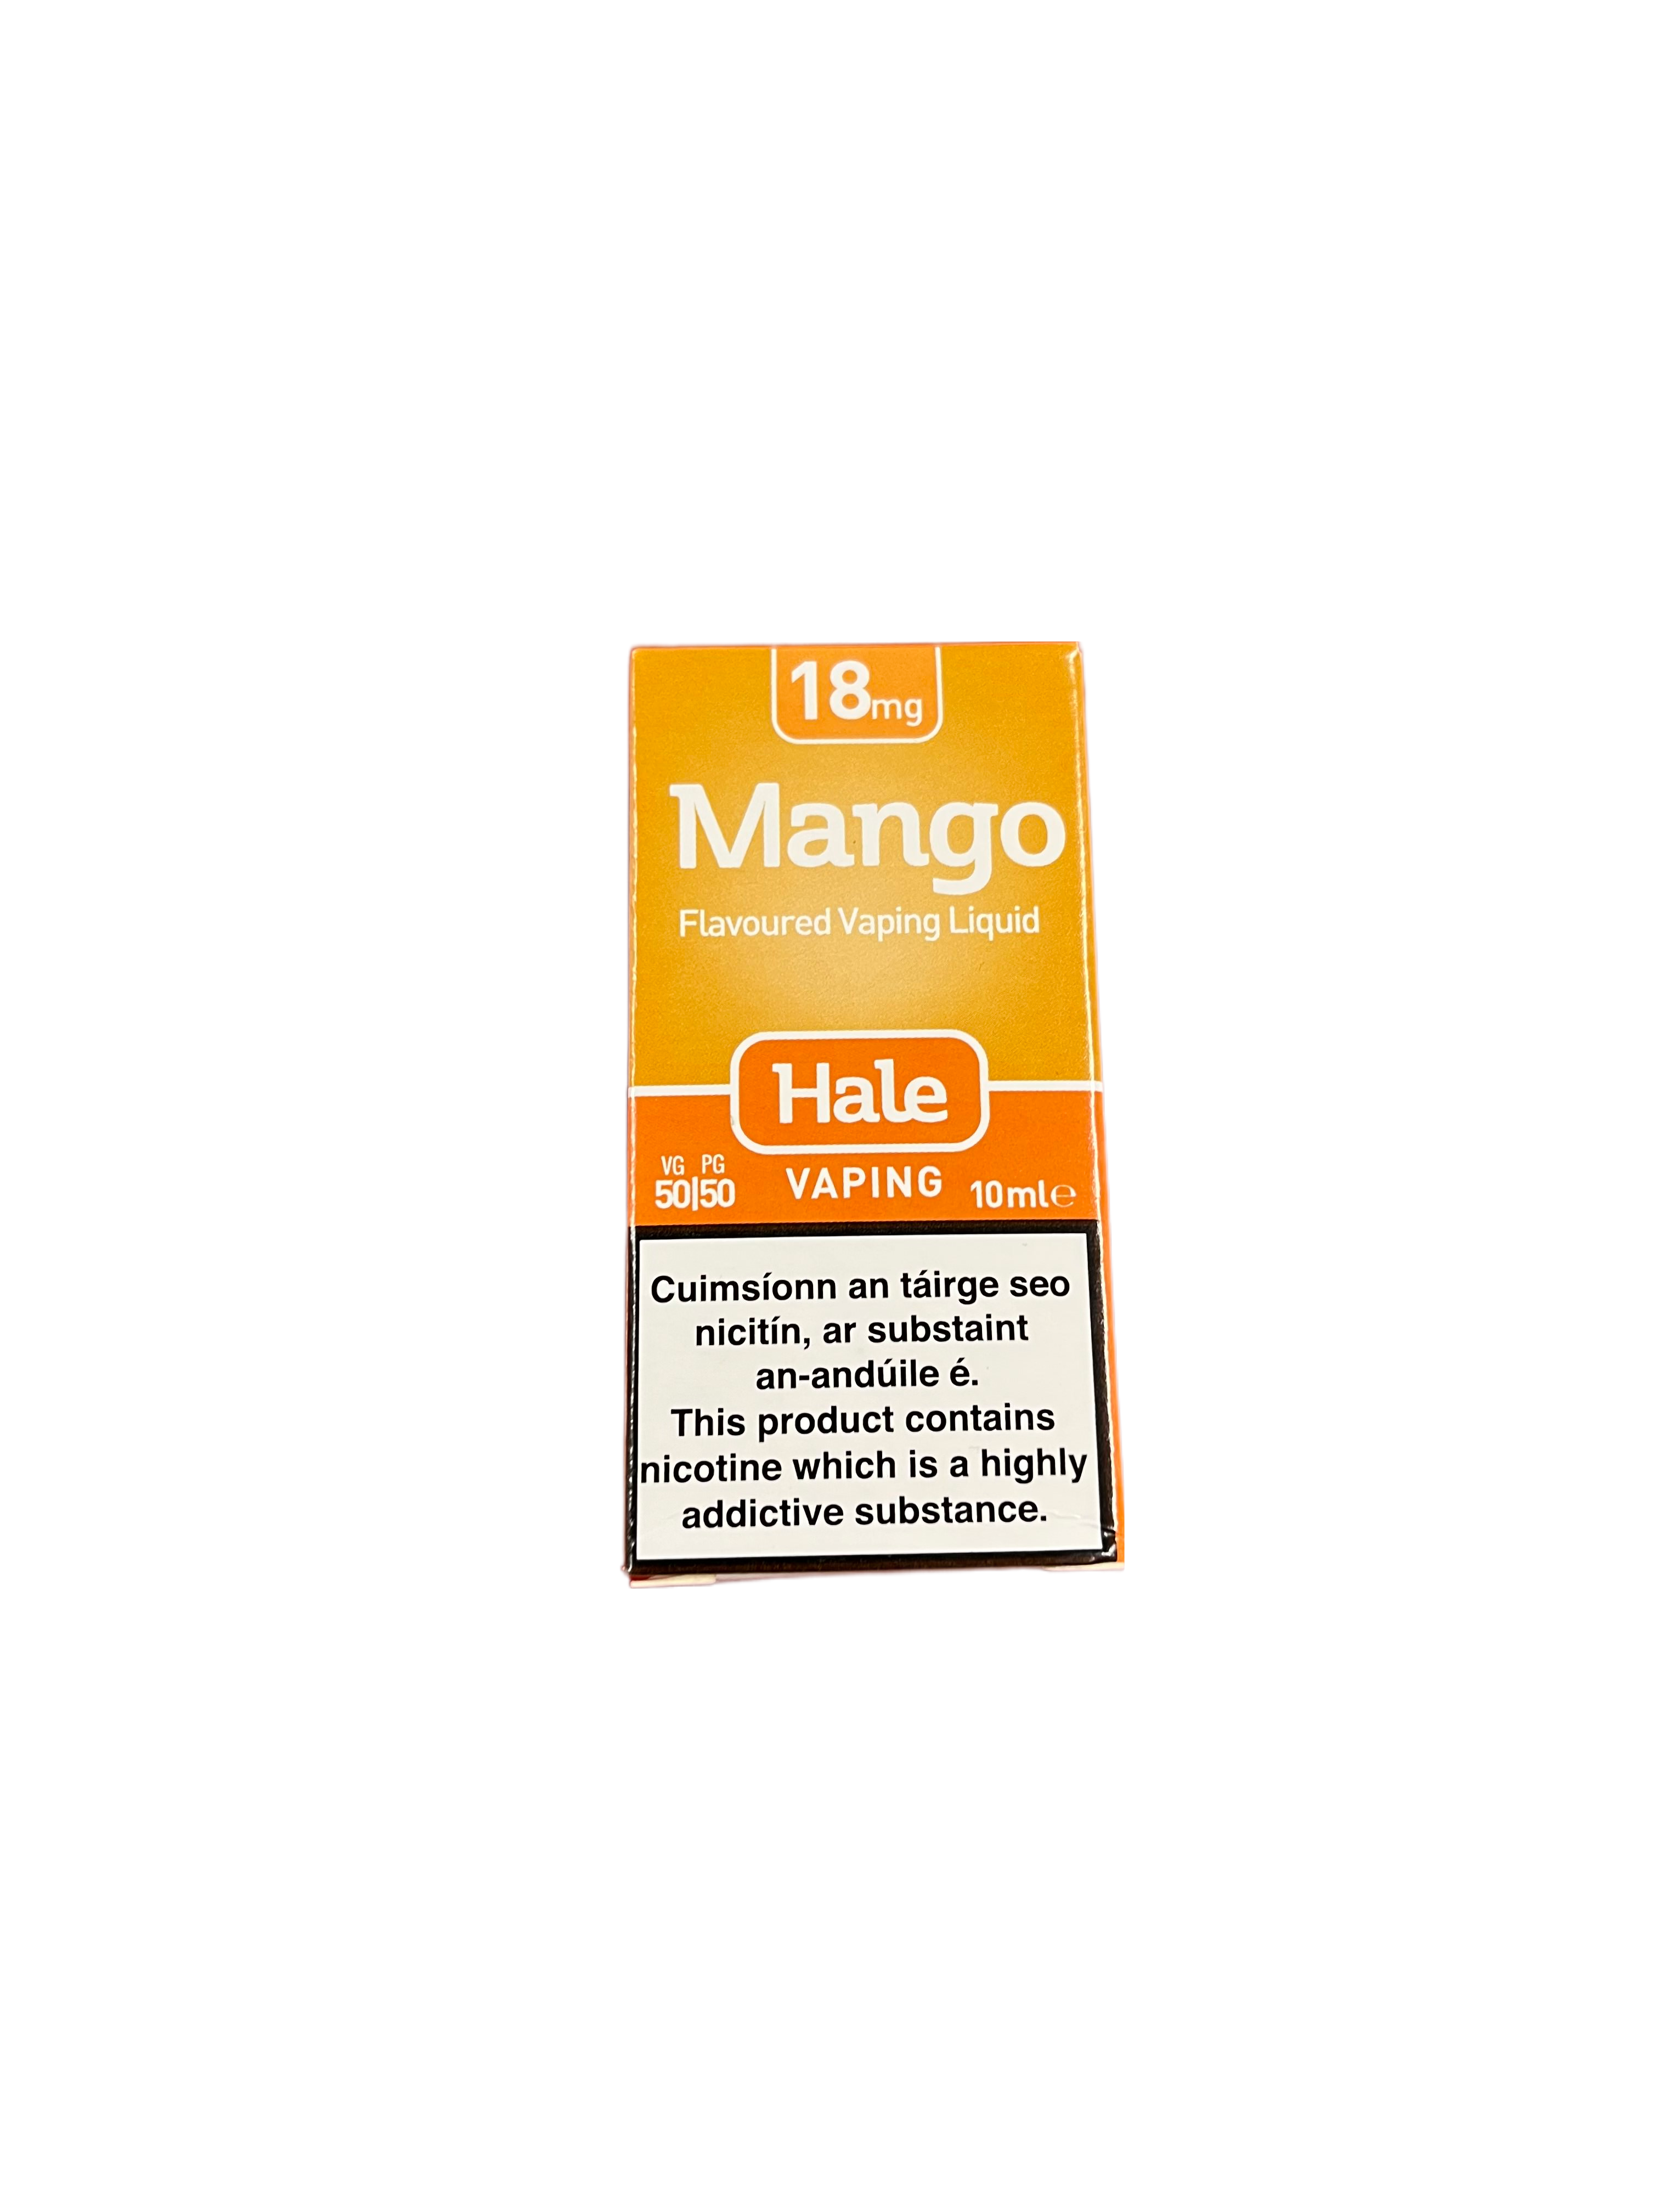 18mg
Mango
Flavoured Vaping Liquid
Hale
VG PG
50|50
VAPING
10ml℮
Cuimsíonn an táirge seo
nicitín, ar substaint
an-andúile é.
This product contains
nicotine which is a highly
addictive substance.